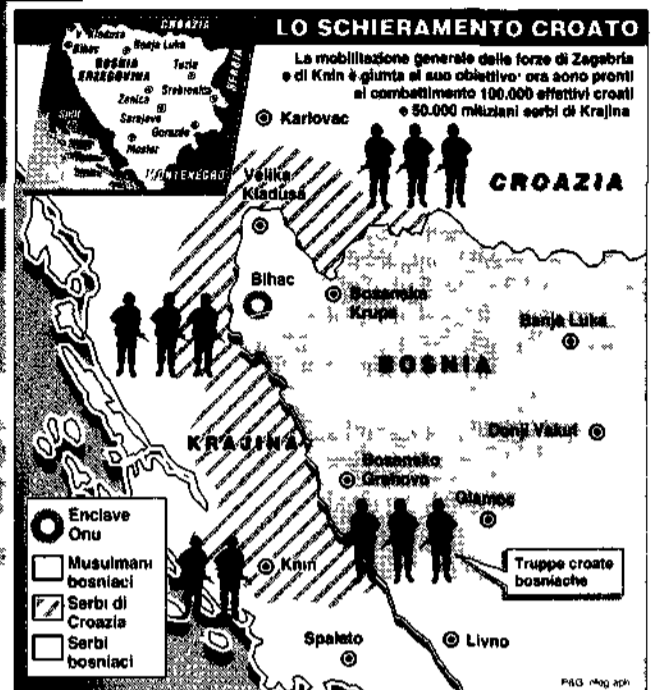 LO SCHIERAMENTO CROATO
La mobilitazione generale delle forze di Zagabria
e di Knin è giunta al suo obiettivo: ora sono pronti
al combattimento 100.000 effettivi croati
e 50.000 miliziani serbi di Krajina
CROAZIA
V. Kladusa
Bihac
Banja Luka
BOSNIA
ERZEGOVINA
Tuzla
SERBIA
Zenica
Srebrenica
Sarajevo
Gorazde
Mostar
MONTENEGRO
Karlovac
Velika
Kladusa
CROAZIA
Bihac
Bosanska
Krupa
Banja Luka
BOSNIA
KRAJINA
Donji Vakuf
Bosansko
Grahovo
Glamoc
Enclave
Onu
Musulmani
bosniaci
Serbi di
Croazia
Serbi
bosniaci
Knin
Truppe croate
bosniache
Spalato
Livno
P&G